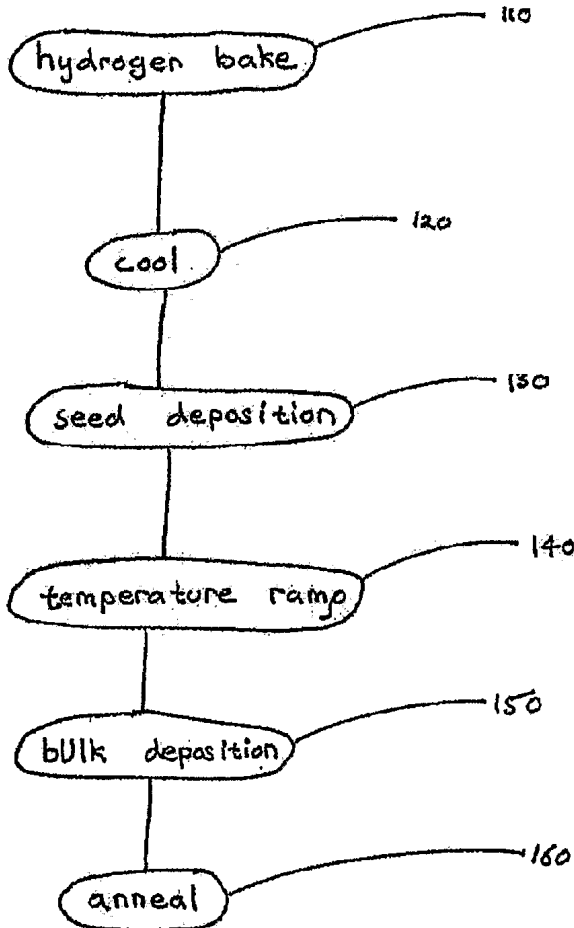 110
hydrogen bake
120
cool
130
seed deposition
140
temperature ramp
150
bulk deposition
160
anneal